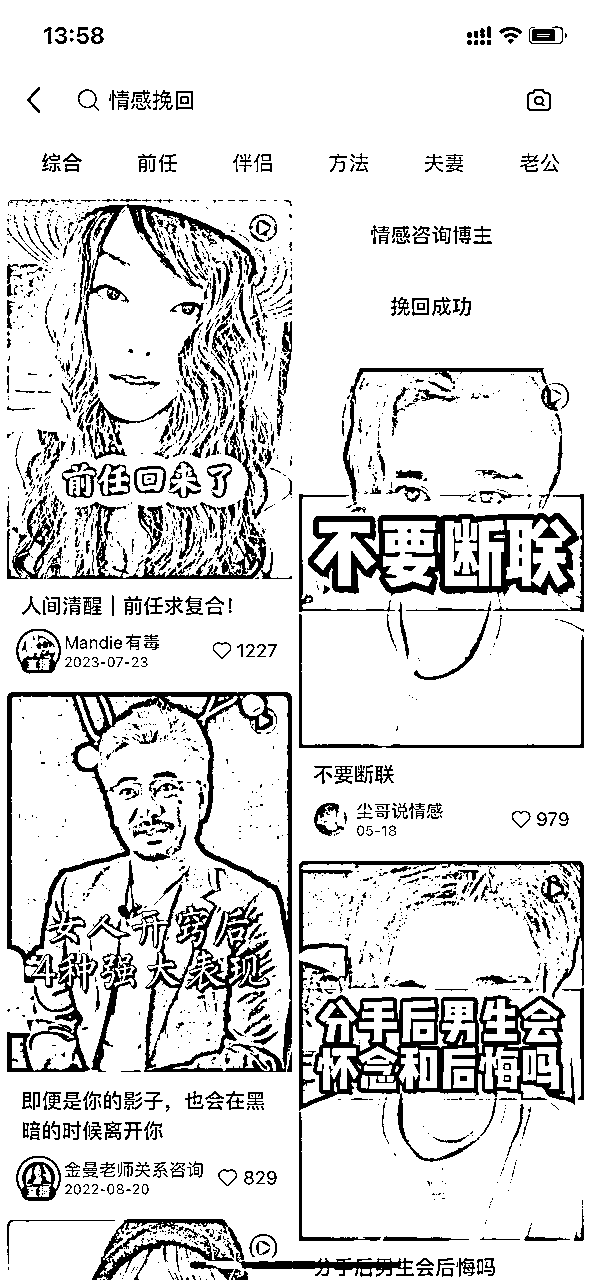 13:58
情感挽回
综合 前任 伴侣 方法 夫妻 老公
前任回来了
人间清醒｜前任求复合！
Mandie有毒
2023-07-23
1227
女人开窍后
4种强大表现
即便是你的影子，也会在黑
暗的时候离开你
金曼老师关系咨询
2022-08-20
829
情感咨询博主
挽回成功
不要断联
不要断联
尘哥说情感
05-18
979
分手后男生会
怀念和后悔吗
分手后男生会后悔吗